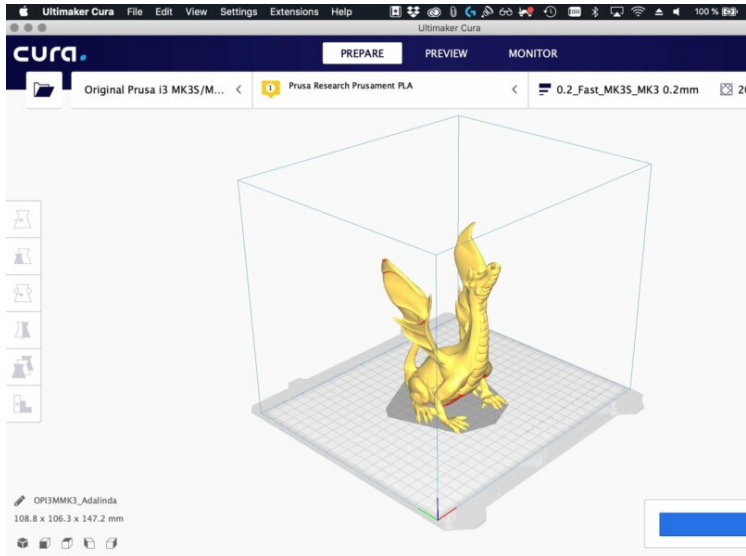 Ultimaker Cura File Edit View Settings Extensions Help 100 %
Ultimaker Cura
cura.
PREPARE PREVIEW MONITOR
Original Prusa i3 MK3S/M... 1 Prusa Research Prusament PLA 0.2_Fast_MK3S_MK3 0.2mm 20
OPI3MMK3_Adalinda
108.8 x 106.3 x 147.2 mm